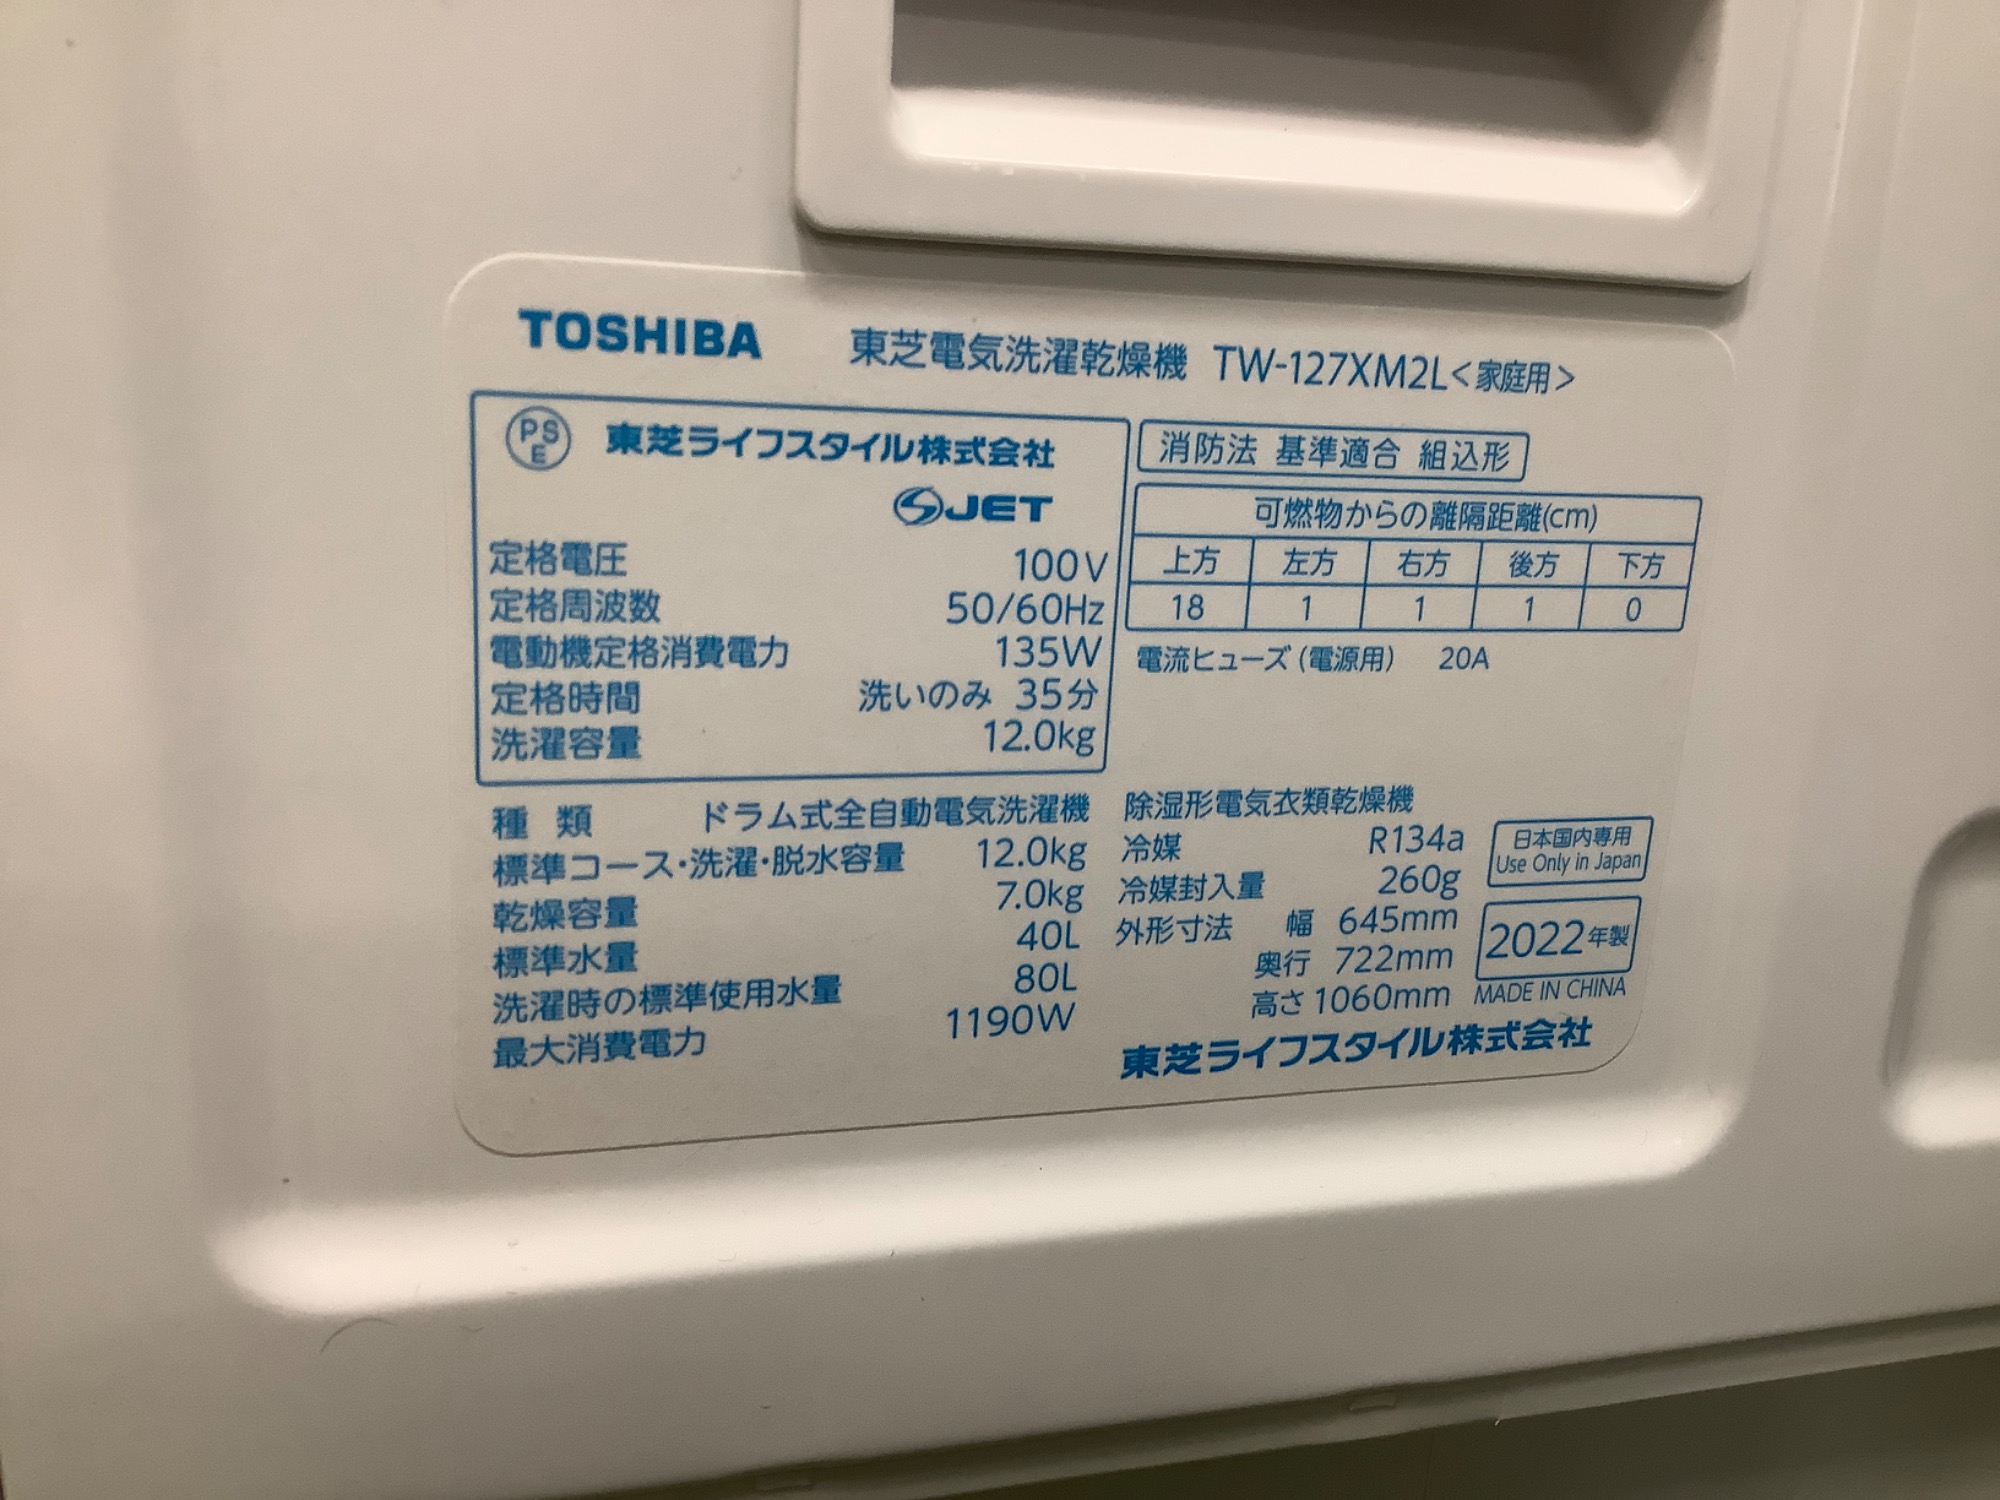 TOSHIBA 東芝電気洗濯乾燥機 TW-127XM2L<家庭用>
PSE 東芝ライフスタイル株式会社
JET
定格電圧 100V
定格周波数 50/60Hz
電動機定格消費電力 135W
定格時間 洗いのみ 35分
洗濯容量 12.0kg
消防法 基準適合 組込形
可燃物からの離隔距離(cm)
上方 左方 右方 後方 下方
18 1 1 1 0
電流ヒューズ(電源用) 20A
種類 ドラム式全自動電気洗濯機
標準コース・洗濯・脱水容量 12.0kg
乾燥容量 7.0kg
標準水量 40L
洗濯時の標準使用水量 80L
最大消費電力 1190W
除湿形電気衣類乾燥機
冷媒 R134a
冷媒封入量 260g
外形寸法 幅 645mm
奥行 722mm
高さ 1060mm
日本国内専用
Use Only in Japan
2022年製
MADE IN CHINA
東芝ライフスタイル株式会社